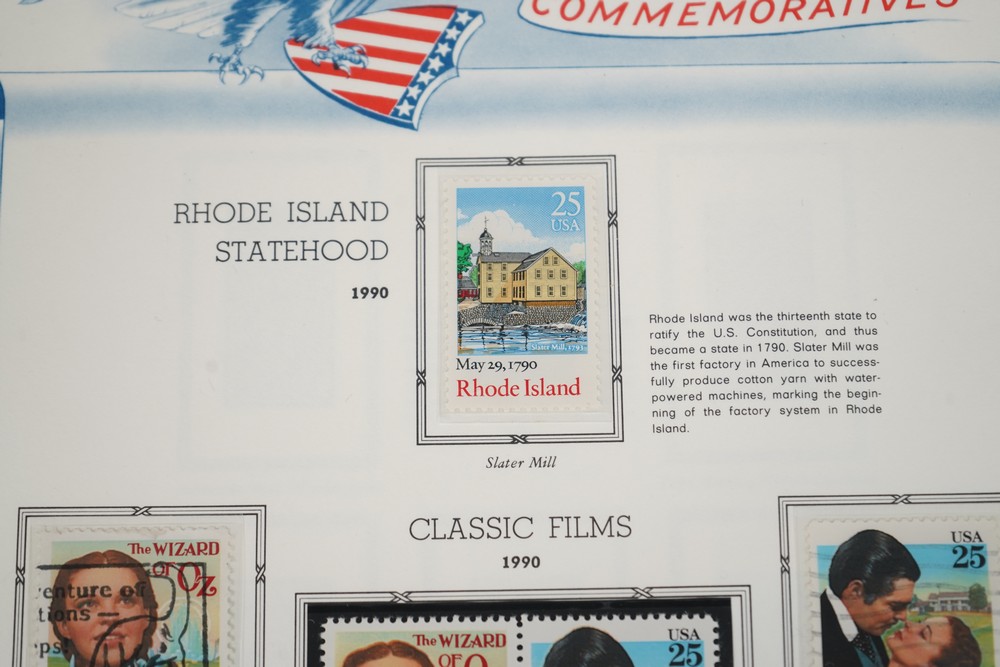 COMMEMORATIVES
RHODE ISLAND
STATEHOOD
1990
25
USA
Slater Mill, 1793
May 29, 1790
Rhode Island
Slater Mill
Rhode Island was the thirteenth state to
ratify the U.S. Constitution, and thus
became a state in 1790. Slater Mill was
the first factory in America to success-
fully produce cotton yarn with water-
powered machines, marking the begin-
ning of the factory system in Rhode
Island.
CLASSIC FILMS
1990
The WIZARD
OF OZ
enture of
tions
ps
The WIZARD
OF
USA
25
USA
25